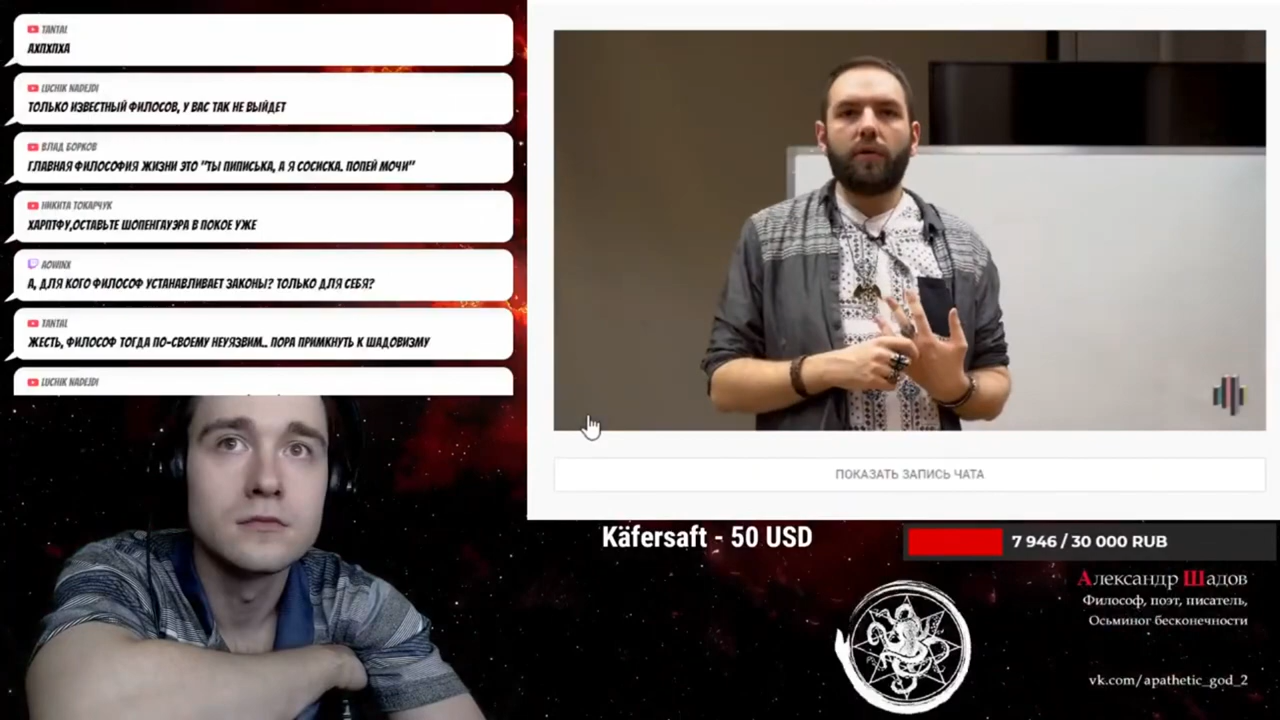 TANTAL
АХПХПХА
LUCHIK NADEJDI
ТОЛЬКО ИЗВЕСТНЫЙ ФИЛОСОВ, У ВАС ТАК НЕ ВЫЙДЕТ
ВЛАД БОРКОВ
ГЛАВНАЯ ФИЛОСОФИЯ ЖИЗНИ ЭТО "ТЫ ПИПИСЬКА, А Я СОСИСКА. ПОПЕЙ МОЧИ"
НИКИТА ТОКАРЧУК
ХАРПТФУ,ОСТАВЬТЕ ШОПЕНГАУЭРА В ПОКОЕ УЖЕ
AOWINX
А, ДЛЯ КОГО ФИЛОСОФ УСТАНАВЛИВАЕТ ЗАКОНЫ? ТОЛЬКО ДЛЯ СЕБЯ?
TANTAL
ЖЕСТЬ, ФИЛОСОФ ТОГДА ПО-СВОЕМУ НЕУЯЗВИМ.. ПОРА ПРИМКНУТЬ К ШАДОВИЗМУ
LUCHIK NADEJDI
ПОКАЗАТЬ ЗАПИСЬ ЧАТА
Käfersaft - 50 USD
7 946 / 30 000 RUB
Александр Шадов
Философ, поэт, писатель,
Осьминог бесконечности
vk.com/apathetic_god_2